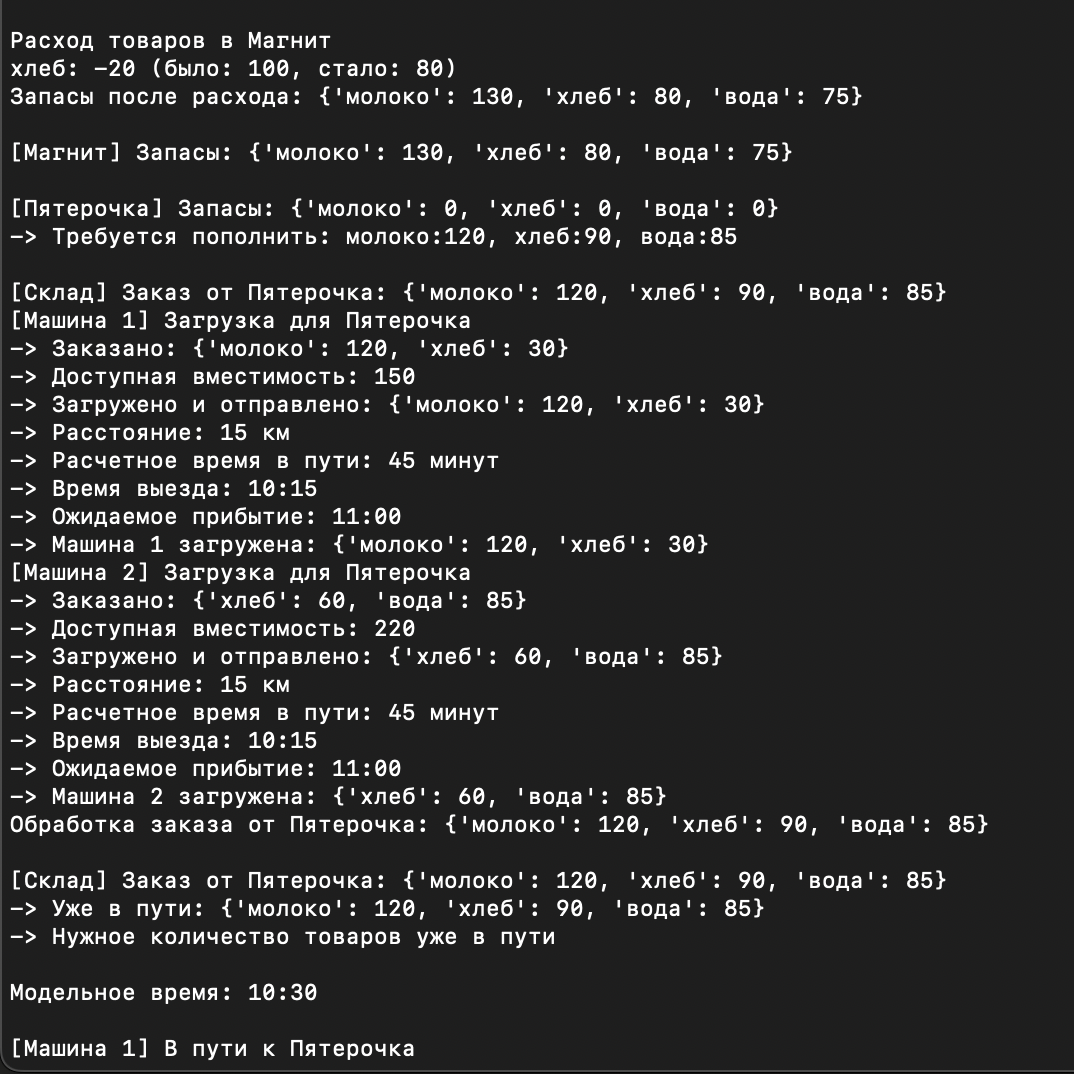 Расход товаров в Магнит
хлеб: -20 (было: 100, стало: 80)
Запасы после расхода: {'молоко': 130, 'хлеб': 80, 'вода': 75}
[Магнит] Запасы: {'молоко': 130, 'хлеб': 80, 'вода': 75}
[Пятерочка] Запасы: {'молоко': 0, 'хлеб': 0, 'вода': 0}
-> Требуется пополнить: молоко:120, хлеб:90, вода:85
[Склад] Заказ от Пятерочка: {'молоко': 120, 'хлеб': 90, 'вода': 85}
[Машина 1] Загрузка для Пятерочка
-> Заказано: {'молоко': 120, 'хлеб': 30}
-> Доступная вместимость: 150
-> Загружено и отправлено: {'молоко': 120, 'хлеб': 30}
-> Расстояние: 15 км
-> Расчетное время в пути: 45 минут
-> Время выезда: 10:15
-> Ожидаемое прибытие: 11:00
-> Машина 1 загружена: {'молоко': 120, 'хлеб': 30}
[Машина 2] Загрузка для Пятерочка
-> Заказано: {'хлеб': 60, 'вода': 85}
-> Доступная вместимость: 220
-> Загружено и отправлено: {'хлеб': 60, 'вода': 85}
-> Расстояние: 15 км
-> Расчетное время в пути: 45 минут
-> Время выезда: 10:15
-> Ожидаемое прибытие: 11:00
-> Машина 2 загружена: {'хлеб': 60, 'вода': 85}
Обработка заказа от Пятерочка: {'молоко': 120, 'хлеб': 90, 'вода': 85}
[Склад] Заказ от Пятерочка: {'молоко': 120, 'хлеб': 90, 'вода': 85}
-> Уже в пути: {'молоко': 120, 'хлеб': 90, 'вода': 85}
-> Нужное количество товаров уже в пути
Модельное время: 10:30
[Машина 1] В пути к Пятерочка